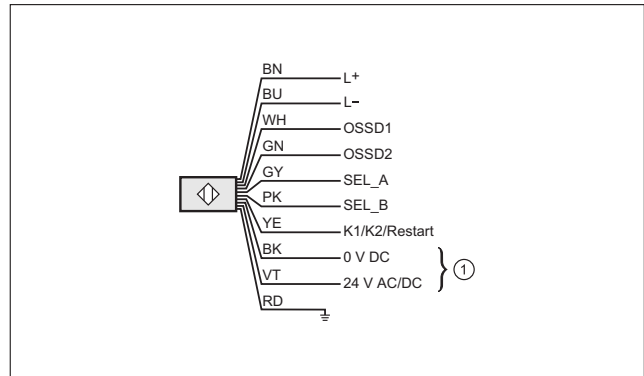 BN L+
BU L–
WH OSSD1
GN OSSD2
GY SEL_A
PK SEL_B
YE K1/K2/Restart
BK 0 V DC
VT 24 V AC/DC
1
RD